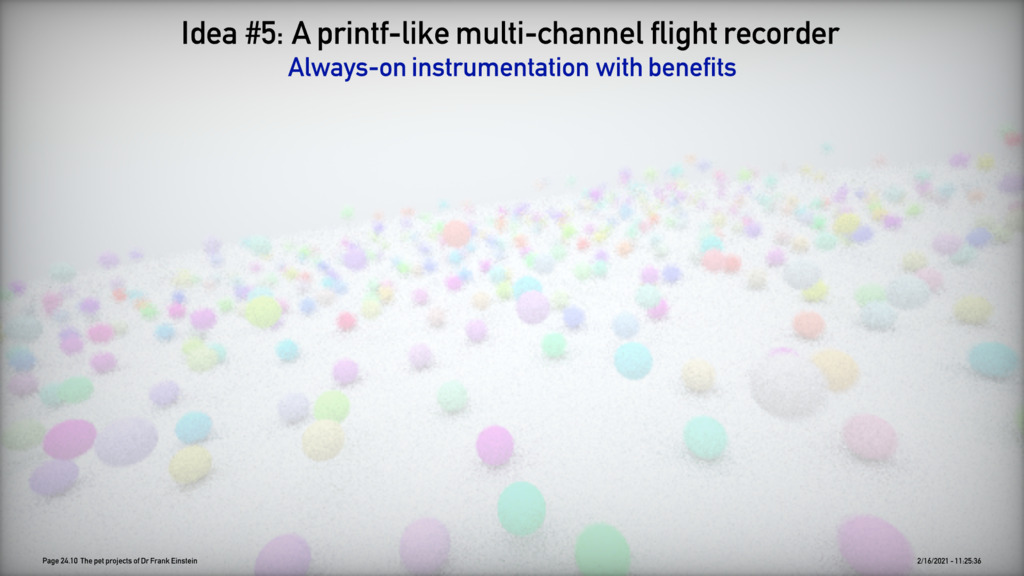 Idea #5: A printf-like multi-channel flight recorder
Always-on instrumentation with benefits
Page 24.10 The pet projects of Dr Frank Einstein
2/16/2021 - 11:25:36